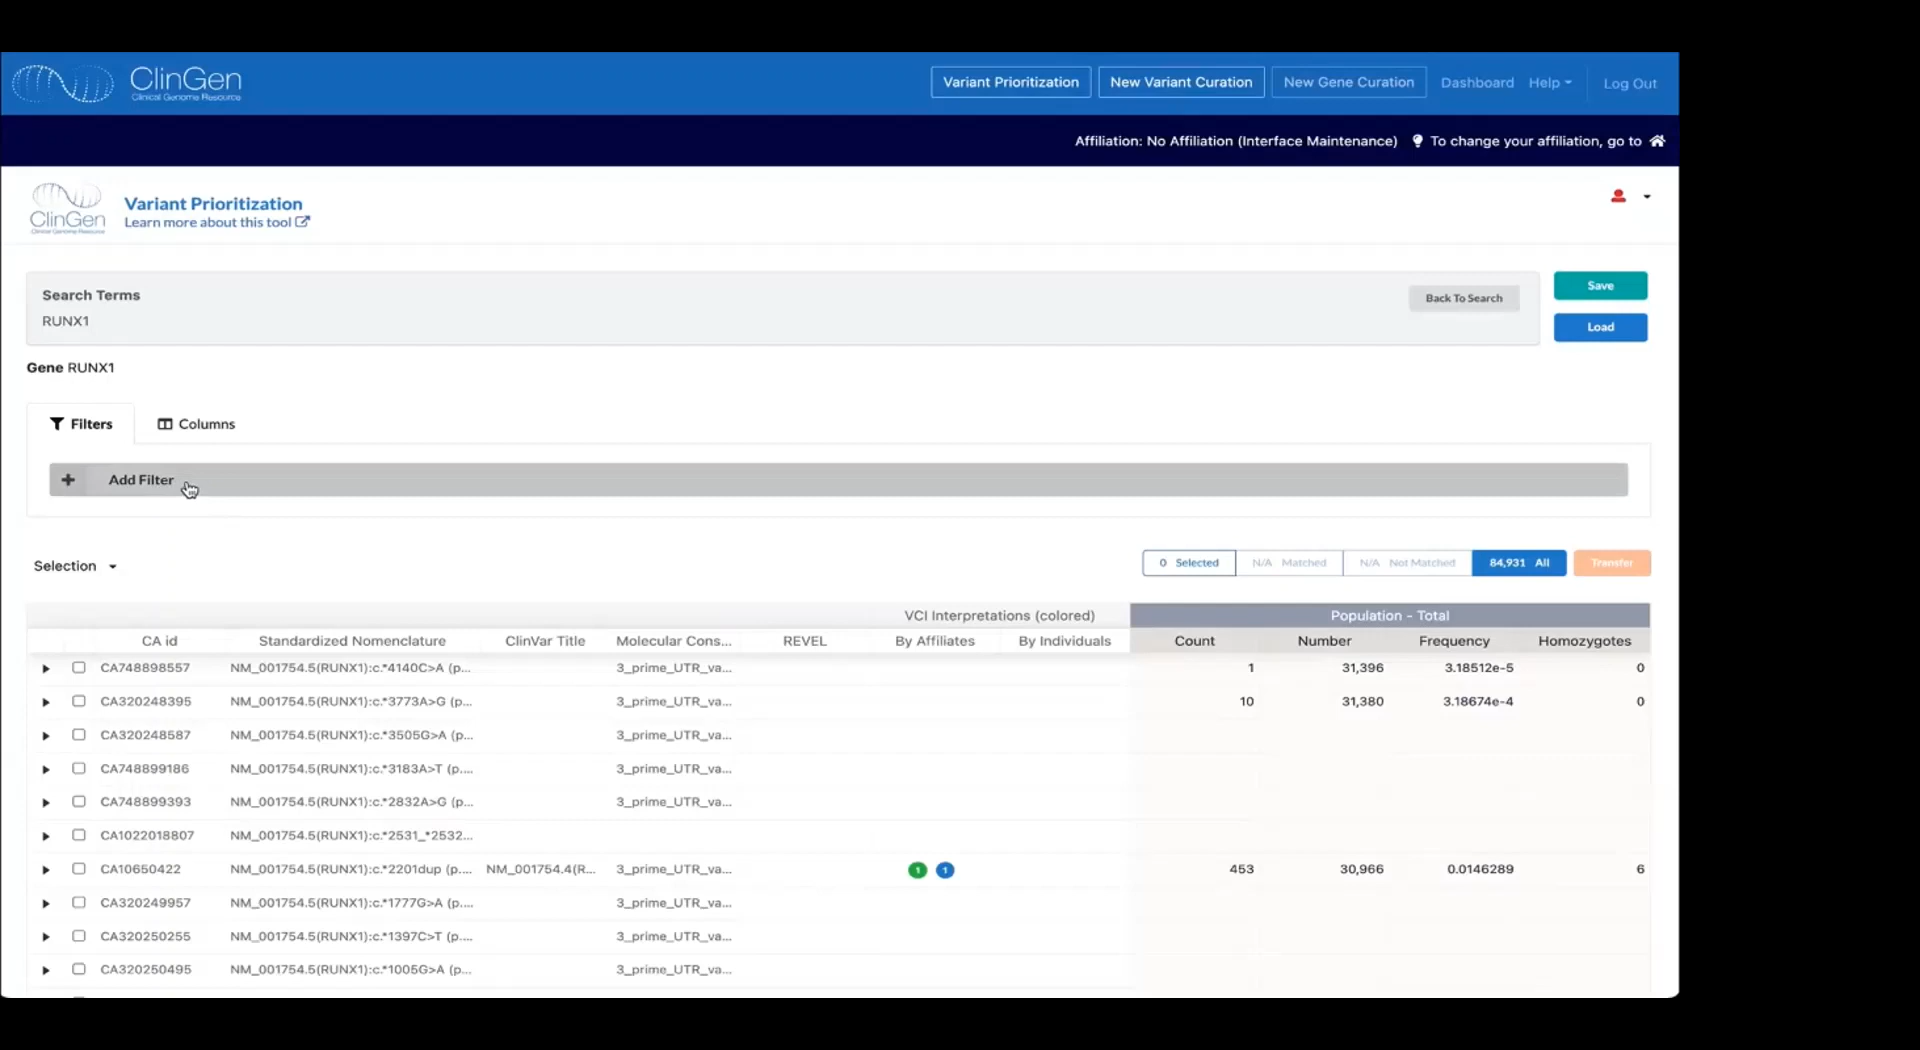 ClinGen
Clinical Genome Resource
Variant Prioritization
New Variant Curation
New Gene Curation
Dashboard
Help
Log Out
Affiliation: No Affiliation (Interface Maintenance)
To change your affiliation, go to
ClinGen
Clinical Genome Resource
Variant Prioritization
Learn more about this tool
Search Terms
RUNX1
Back To Search
Save
Load
Gene RUNX1
Filters
Columns
+ Add Filter
Selection
0 Selected
N/A Matched
N/A Not Matched
84,931 All
Transfer
VCI Interpretations (colored) Population - Total
CA id Standardized Nomenclature ClinVar Title Molecular Cons... REVEL By Affiliates By Individuals Count Number Frequency Homozygotes
CA748898557 NM_001754.5(RUNX1):c.*4140C>A (p... 3_prime_UTR_va... 1 31,396 3.18512e-5 0
CA320248395 NM_001754.5(RUNX1):c.*3773A>G (p... 3_prime_UTR_va... 10 31,380 3.18674e-4 0
CA320248587 NM_001754.5(RUNX1):c.*3505G>A (p... 3_prime_UTR_va...
CA748899186 NM_001754.5(RUNX1):c.*3183A>T (p.... 3_prime_UTR_va...
CA748899393 NM_001754.5(RUNX1):c.*2832A>G (p... 3_prime_UTR_va...
CA1022018807 NM_001754.5(RUNX1):c.*2531_*2532...
CA10650422 NM_001754.5(RUNX1):c.*2201dup (p.... NM_001754.4(R... 3_prime_UTR_va... 1 1 453 30,966 0.0146289 6
CA320249957 NM_001754.5(RUNX1):c.*1777G>A (p.... 3_prime_UTR_va...
CA320250255 NM_001754.5(RUNX1):c.*1397C>T (p.... 3_prime_UTR_va...
CA320250495 NM_001754.5(RUNX1):c.*1005G>A (p... 3_prime_UTR_va...